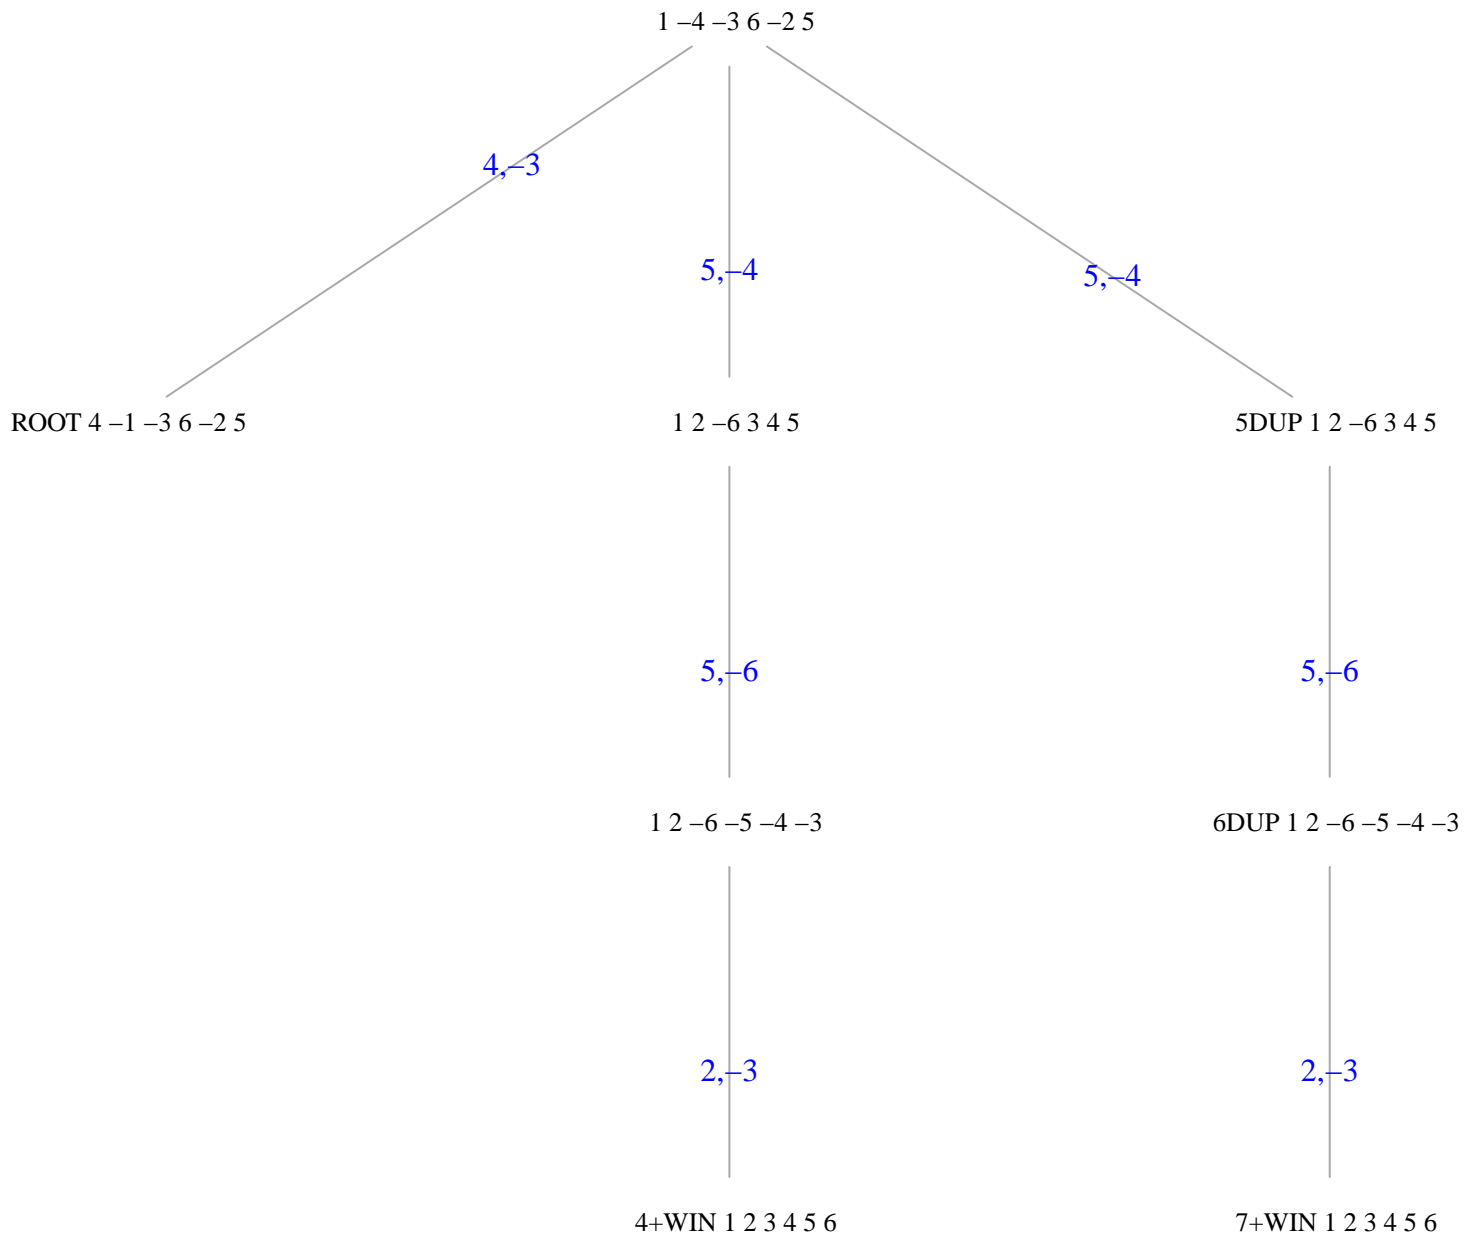 1 –4 –3 6 –2 5
4,–3
5,–4
5,–4
ROOT 4 –1 –3 6 –2 5
1 2 –6 3 4 5
5DUP 1 2 –6 3 4 5
5,–6
5,–6
1 2 –6 –5 –4 –3
6DUP 1 2 –6 –5 –4 –3
2,–3
2,–3
4+WIN 1 2 3 4 5 6
7+WIN 1 2 3 4 5 6